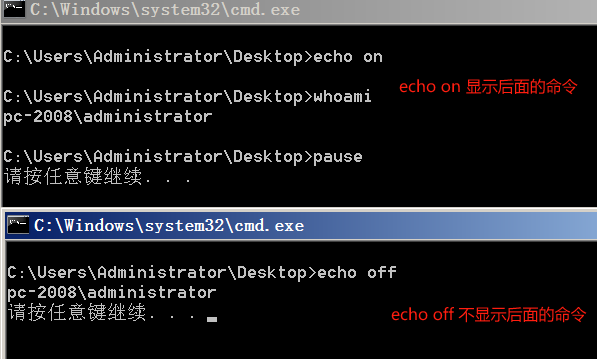 C:\Windows\system32\cmd.exe
C:\Users\Administrator\Desktop>echo on
echo on 显示后面的命令
C:\Users\Administrator\Desktop>whoami
pc-2008\administrator
C:\Users\Administrator\Desktop>pause
请按任意键继续. . .
C:\Windows\system32\cmd.exe
C:\Users\Administrator\Desktop>echo off
pc-2008\administrator
请按任意键继续. . .
echo off 不显示后面的命令